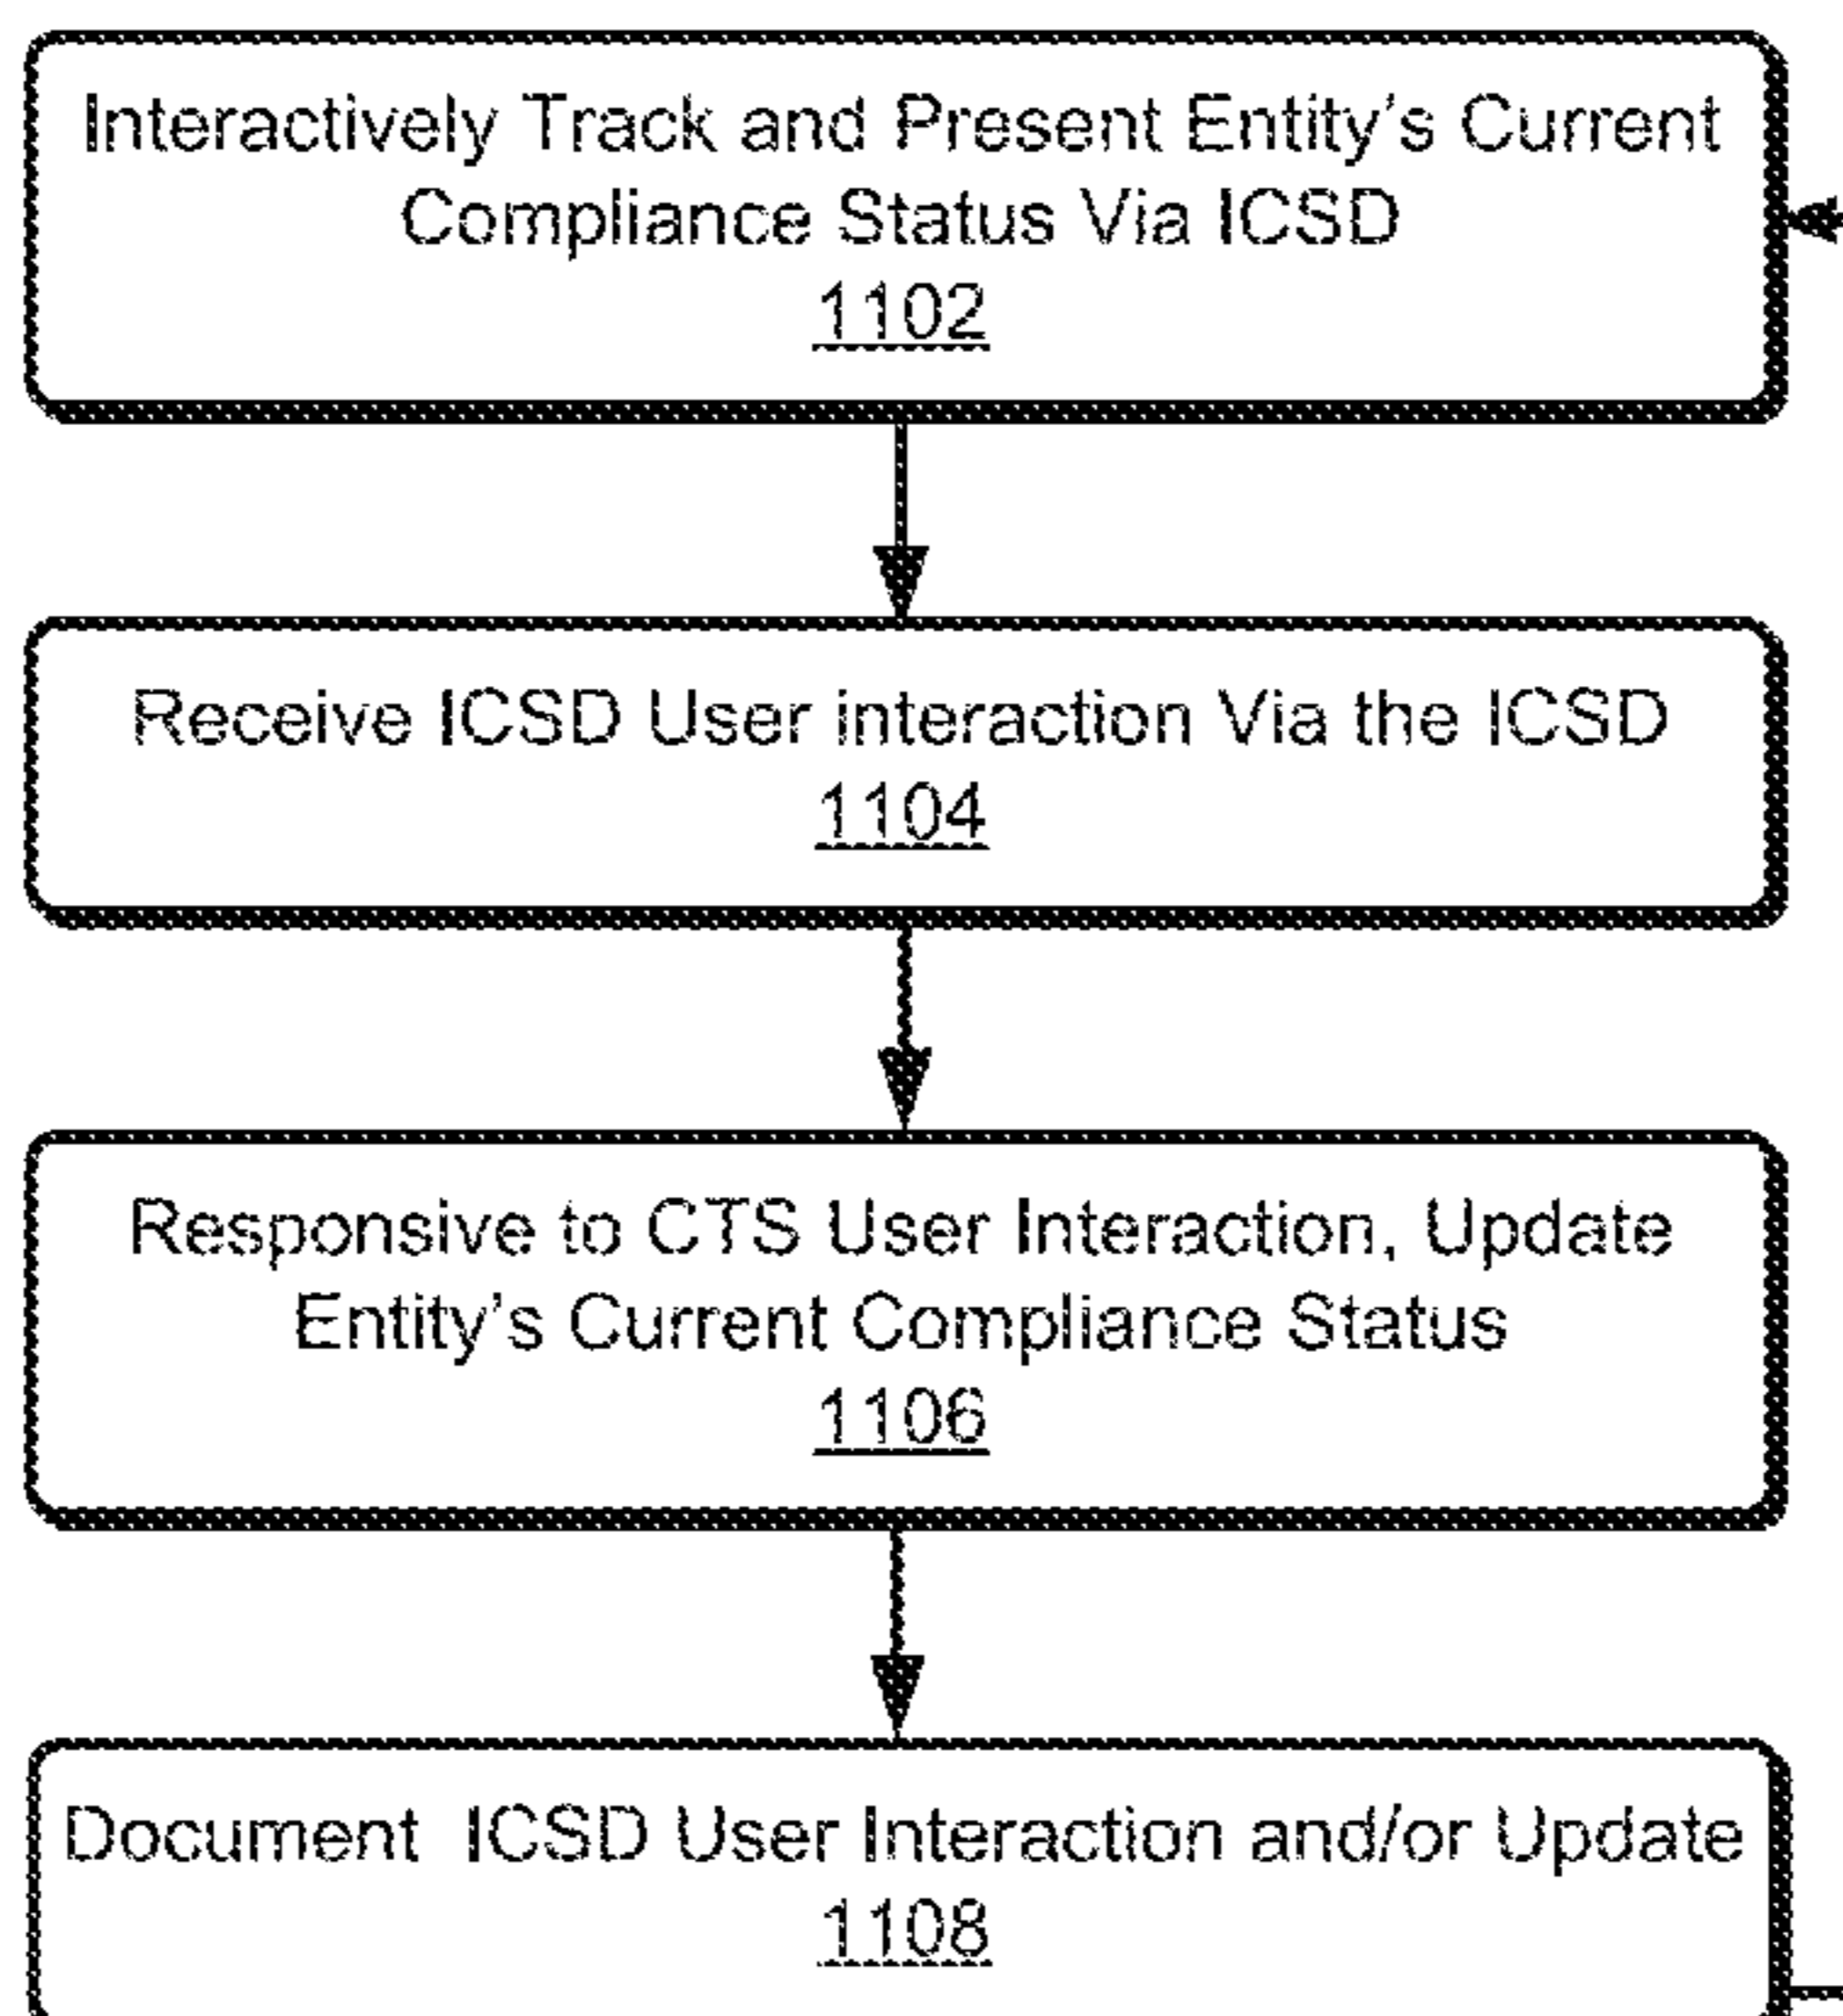 Interactively Track and Present Entity's Current
Compliance Status Via ICSD
1102
Receive ICSD User interaction Via the ICSD
1104
Responsive to CTS User Interaction, Update
Entity's Current Compliance Status
1106
Document ICSD User Interaction and/or Update
1108